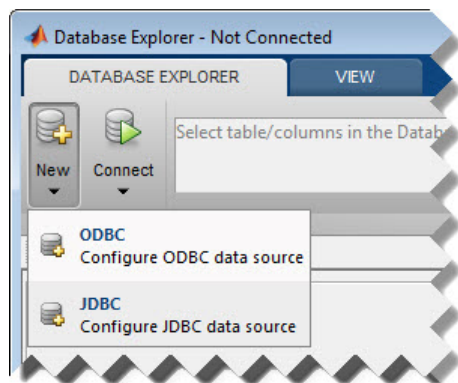 Database Explorer - Not Connected
DATABASE EXPLORER
VIEW
New
Connect
Select table/columns in the Datab
ODBC
Configure ODBC data source
JDBC
Configure JDBC data source